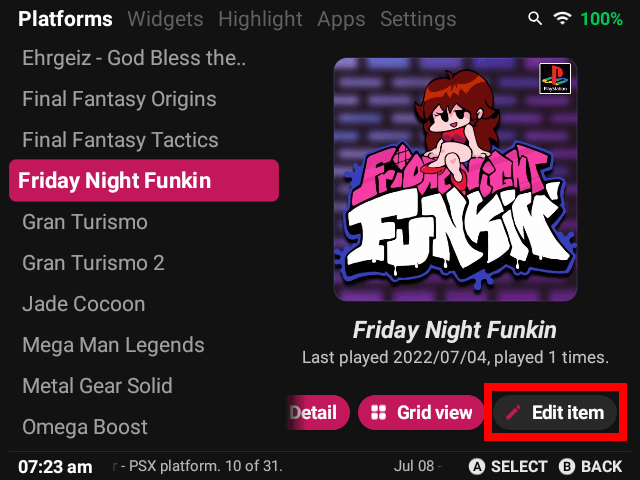 Platforms Widgets Highlight Apps Settings 100%
Ehrgeiz - God Bless the..
Final Fantasy Origins
Final Fantasy Tactics
Friday Night Funkin
Gran Turismo
Gran Turismo 2
Jade Cocoon
Mega Man Legends
Metal Gear Solid
Omega Boost
PlayStation
FRIDAY NIGHT
FUNKIN'
Friday Night Funkin
Last played 2022/07/04, played 1 times.
Detail Grid view Edit item
07:23 am - PSX platform. 10 of 31. Jul 08 - A SELECT B BACK